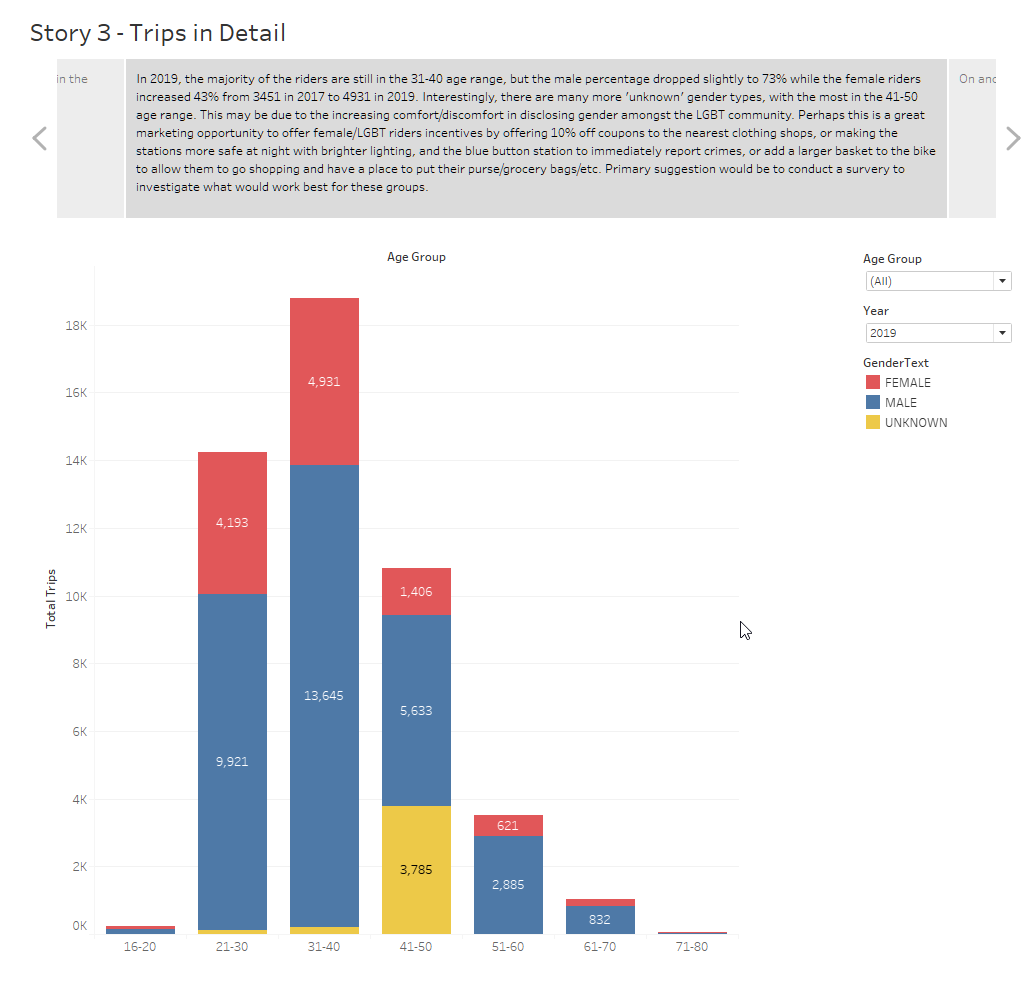 Story 3 - Trips in Detail
in the
In 2019, the majority of the riders are still in the 31-40 age range, but the male percentage dropped slightly to 73% while the female riders
increased 43% from 3451 in 2017 to 4931 in 2019. Interestingly, there are many more 'unknown' gender types, with the most in the 41-50
age range. This may be due to the increasing comfort/discomfort in disclosing gender amongst the LGBT community. Perhaps this is a great
marketing opportunity to offer female/LGBT riders incentives by offering 10% off coupons to the nearest clothing shops, or making the
stations more safe at night with brighter lighting, and the blue button station to immediately report crimes, or add a larger basket to the bike
to allow them to go shopping and have a place to put their purse/grocery bags/etc. Primary suggestion would be to conduct a survery to
investigate what would work best for these groups.
On and
Age Group
Total Trips
18K
16K
14K
12K
10K
8K
6K
4K
2K
0K
4,193
9,921
4,931
13,645
1,406
5,633
3,785
621
2,885
832
16-20
21-30
31-40
41-50
51-60
61-70
71-80
Age Group
(All)
Year
2019
GenderText
FEMALE
MALE
UNKNOWN